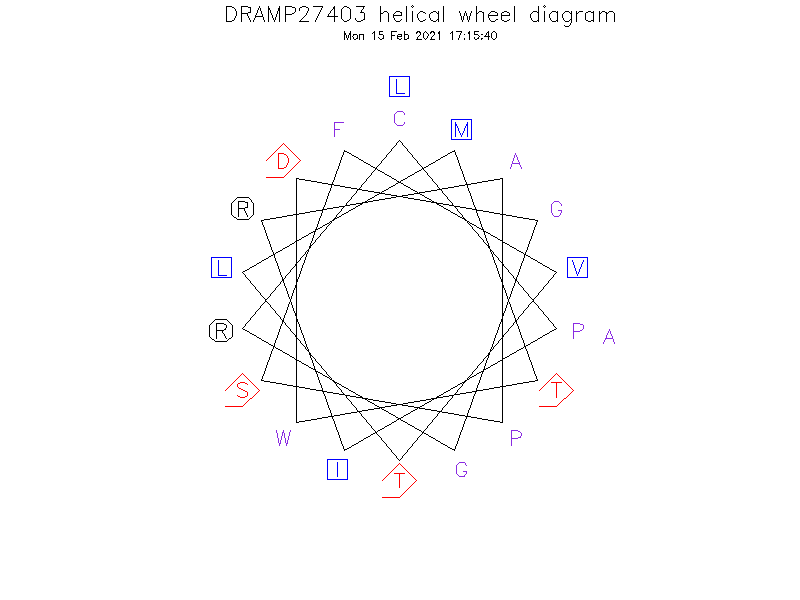 DRAMP27403 helical wheel diagram
Mon 15 Feb 2021 17:15:40
L
F C M
D A
R G
L V
R P A
S T
W P
I T G